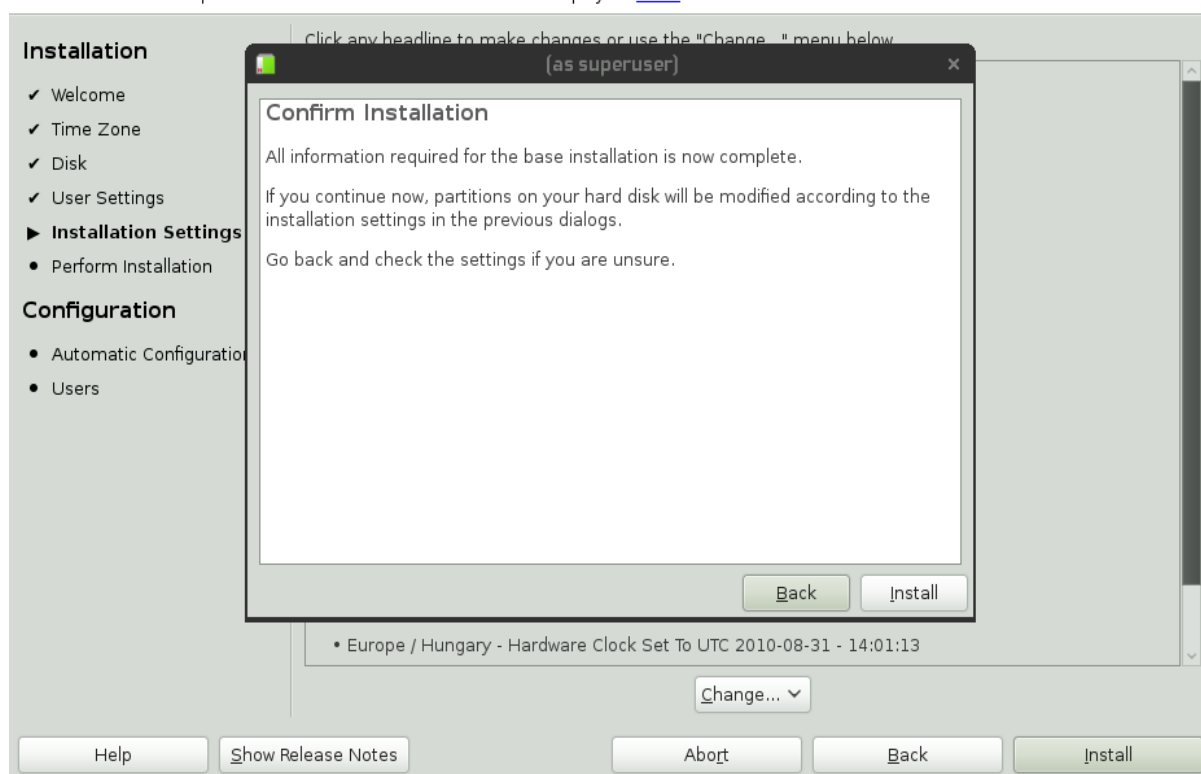 Installation
✔ Welcome
✔ Time Zone
✔ Disk
✔ User Settings
▶ Installation Settings
• Perform Installation
Configuration
• Automatic Configuration
• Users
Click any headline to make changes or use the "Change..." menu below.
(as superuser)
Confirm Installation
All information required for the base installation is now complete.
If you continue now, partitions on your hard disk will be modified according to the
installation settings in the previous dialogs.
Go back and check the settings if you are unsure.
Back
Install
• Europe / Hungary - Hardware Clock Set To UTC 2010-08-31 - 14:01:13
Change...
Help
Show Release Notes
Abort
Back
Install